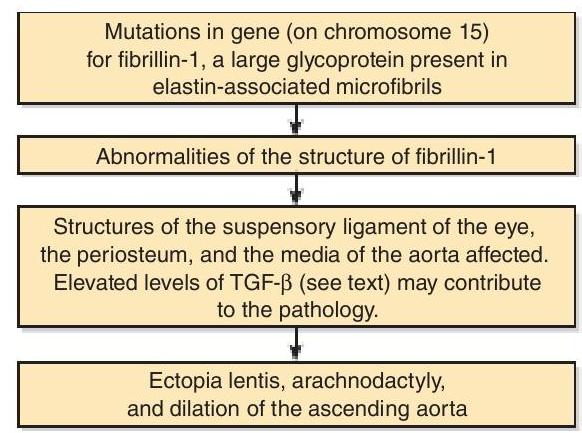 Mutations in gene (on chromosome 15)
for fibrillin-1, a large glycoprotein present in
elastin-associated microfibrils
Abnormalities of the structure of fibrillin-1
Structures of the suspensory ligament of the eye,
the periosteum, and the media of the aorta affected.
Elevated levels of TGF-β (see text) may contribute
to the pathology.
Ectopia lentis, arachnodactyly,
and dilation of the ascending aorta